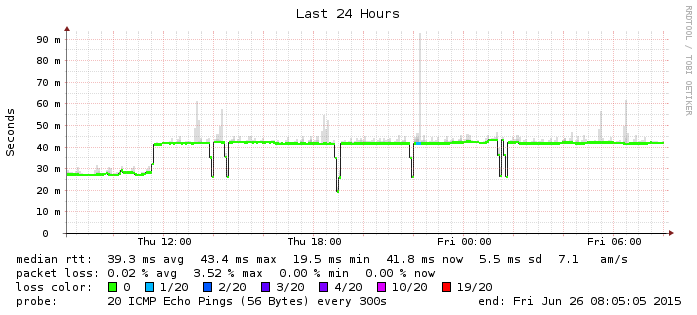 Last 24 Hours
RRDTOOL / TOBI OETIKER
Seconds
90 m
80 m
70 m
60 m
50 m
40 m
30 m
20 m
10 m
0
Thu 12:00 Thu 18:00 Fri 00:00 Fri 06:00
median rtt: 39.3 ms avg 43.4 ms max 19.5 ms min 41.8 ms now 5.5 ms sd 7.1 am/s
packet loss: 0.02 % avg 3.52 % max 0.00 % min 0.00 % now
loss color: 0 1/20 2/20 3/20 4/20 10/20 19/20
probe: 20 ICMP Echo Pings (56 Bytes) every 300s end: Fri Jun 26 08:05:05 2015